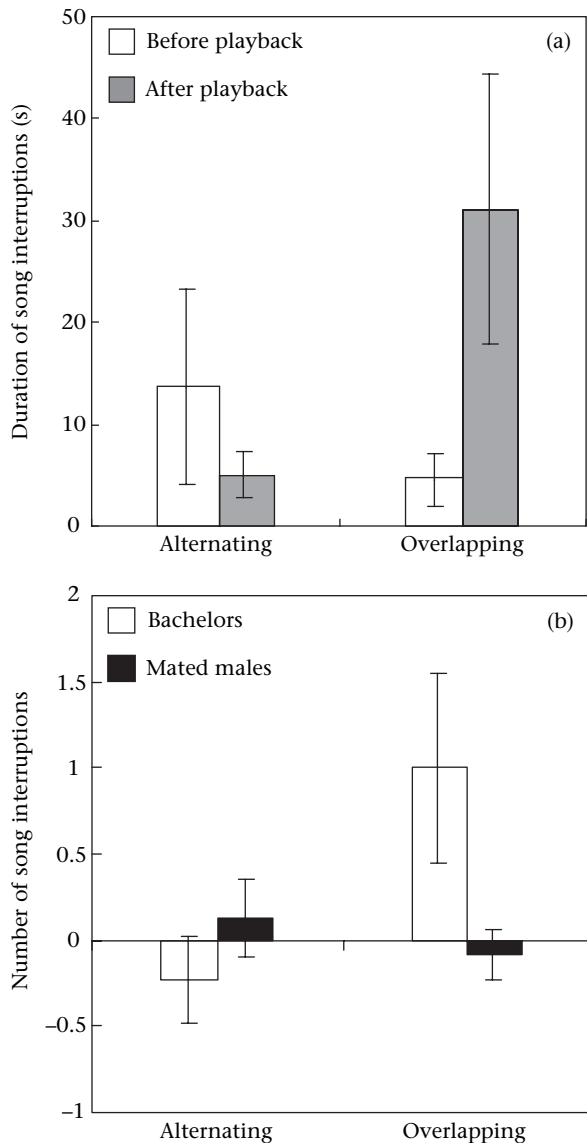 50
Before playback
(a)
After playback
40
30
20
10
0
Duration of song interruptions (s)
Alternating
Overlapping
2
Bachelors
(b)
Mated males
1.5
1
0.5
0
−0.5
−1
Number of song interruptions
Alternating
Overlapping